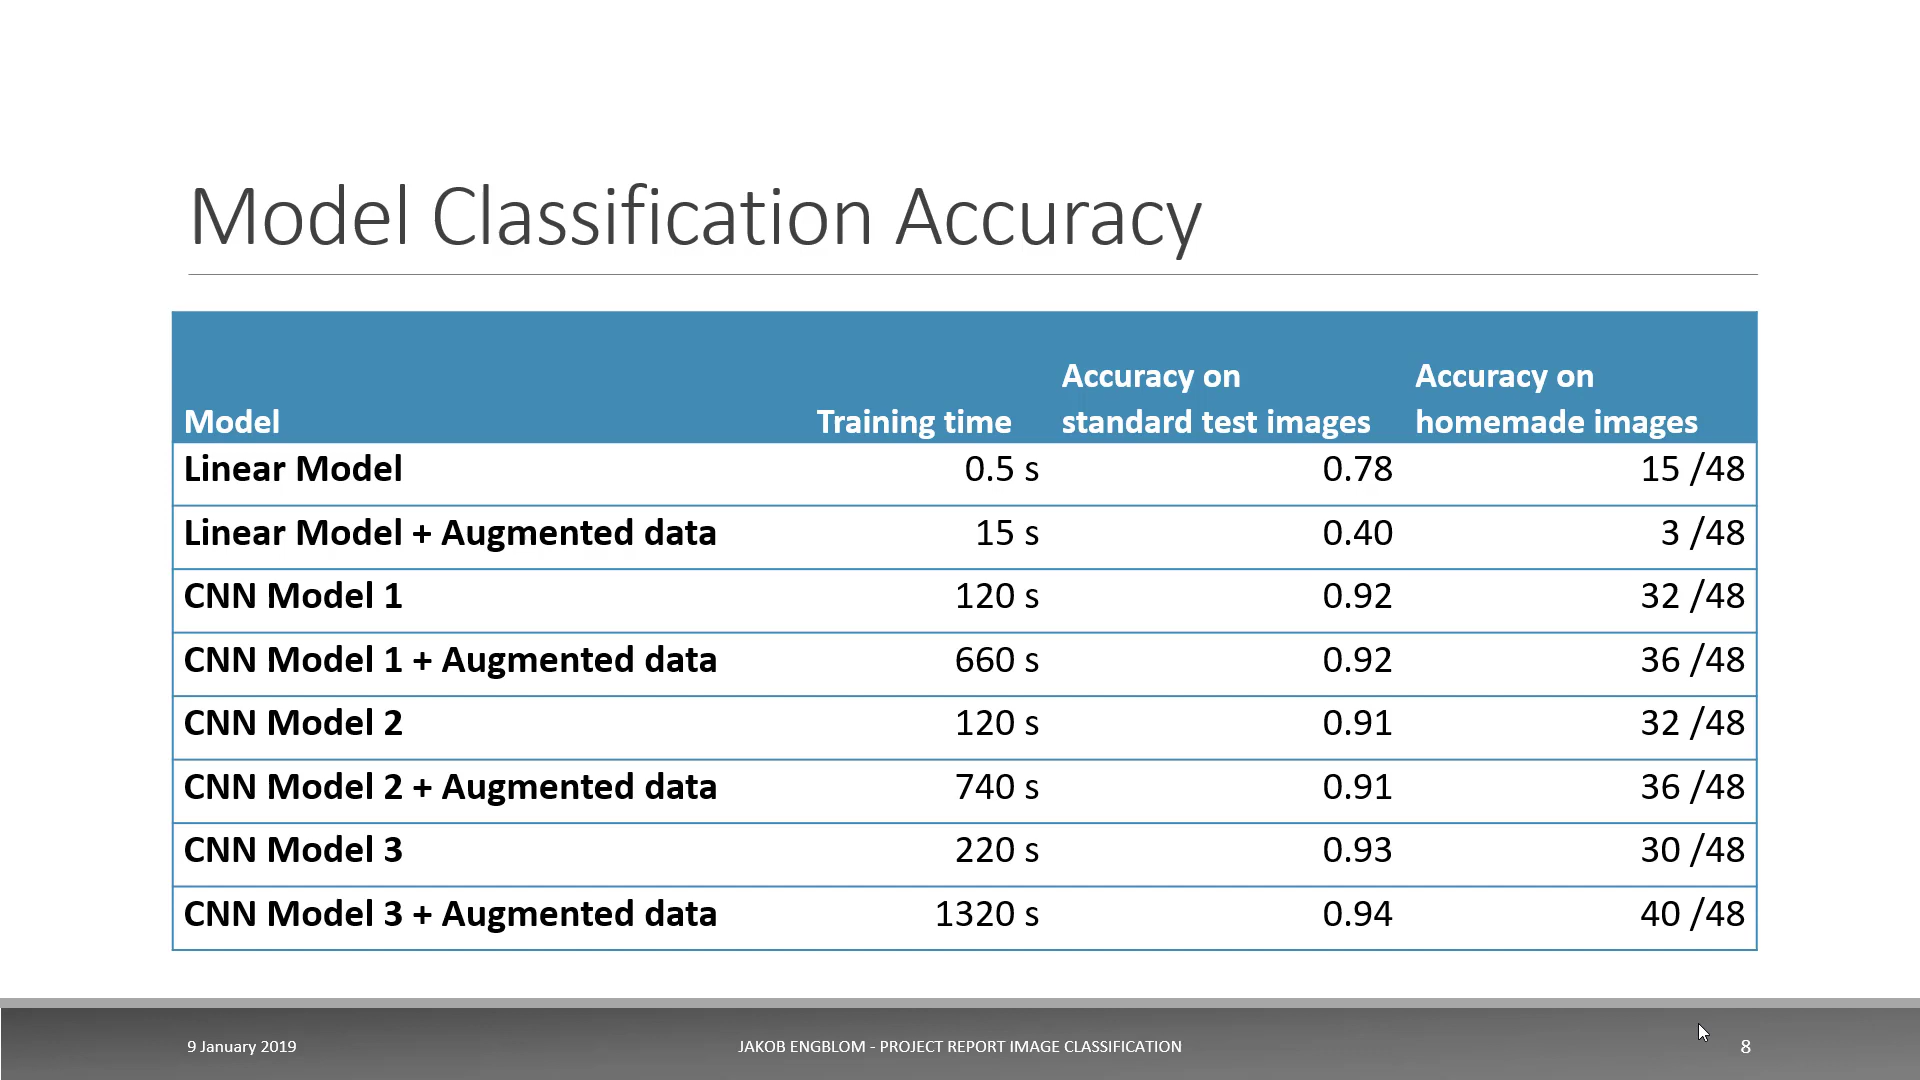 Model Classification Accuracy
Accuracy on Accuracy on
Model Training time standard test images homemade images
Linear Model 0.5 s 0.78 15 /48
Linear Model + Augmented data 15 s 0.40 3 /48
CNN Model 1 120 s 0.92 32 /48
CNN Model 1 + Augmented data 660 s 0.92 36 /48
CNN Model 2 120 s 0.91 32 /48
CNN Model 2 + Augmented data 740 s 0.91 36 /48
CNN Model 3 220 s 0.93 30 /48
CNN Model 3 + Augmented data 1320 s 0.94 40 /48
9 January 2019 JAKOB ENGBLOM - PROJECT REPORT IMAGE CLASSIFICATION 8